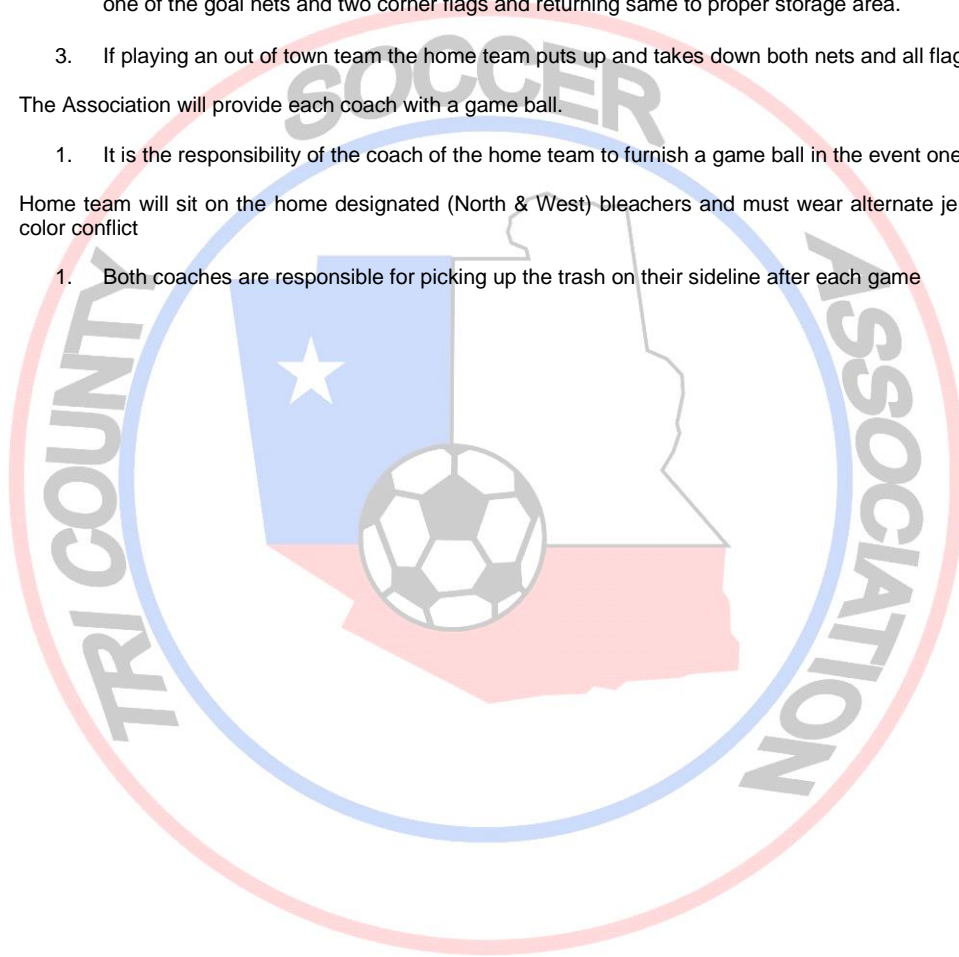 one of the goal nets and two corner flags and returning same to proper storage area.
3. If playing an out of town team the home team puts up and takes down both nets and all
The Association will provide each coach with a game ball.
1. It is the responsibility of the coach of the home team to furnish a game ball in the event one
Home team will sit on the home designated (North & West) bleachers and must wear alternate
color conflict
1. Both coaches are responsible for picking up the trash on their sideline after each game
TRI COUNTY
SOCCER
ASSOCIATION